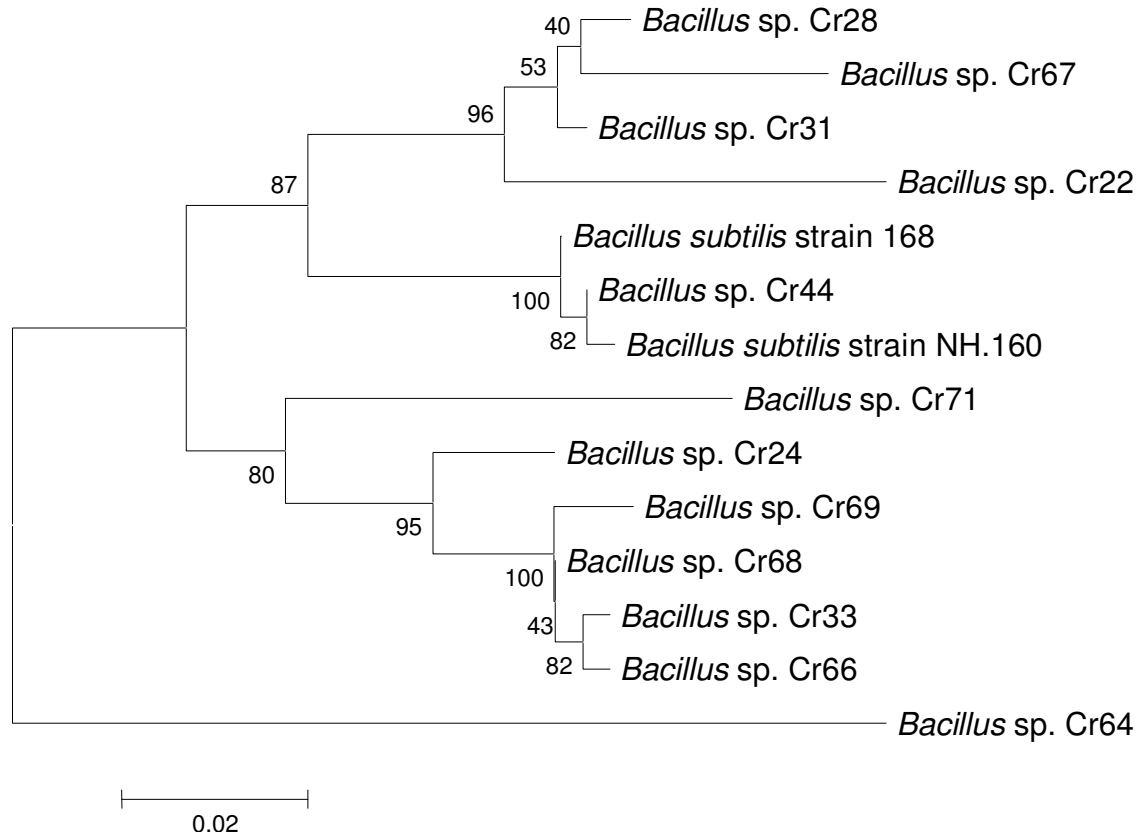 40
Bacillus sp. Cr28
53
Bacillus sp. Cr67
96
Bacillus sp. Cr31
87
Bacillus sp. Cr22
Bacillus subtilis strain 168
100
Bacillus sp. Cr44
82
Bacillus subtilis strain NH.160
Bacillus sp. Cr71
80
Bacillus sp. Cr24
95
Bacillus sp. Cr69
100
Bacillus sp. Cr68
43
Bacillus sp. Cr33
82
Bacillus sp. Cr66
Bacillus sp. Cr64
0.02